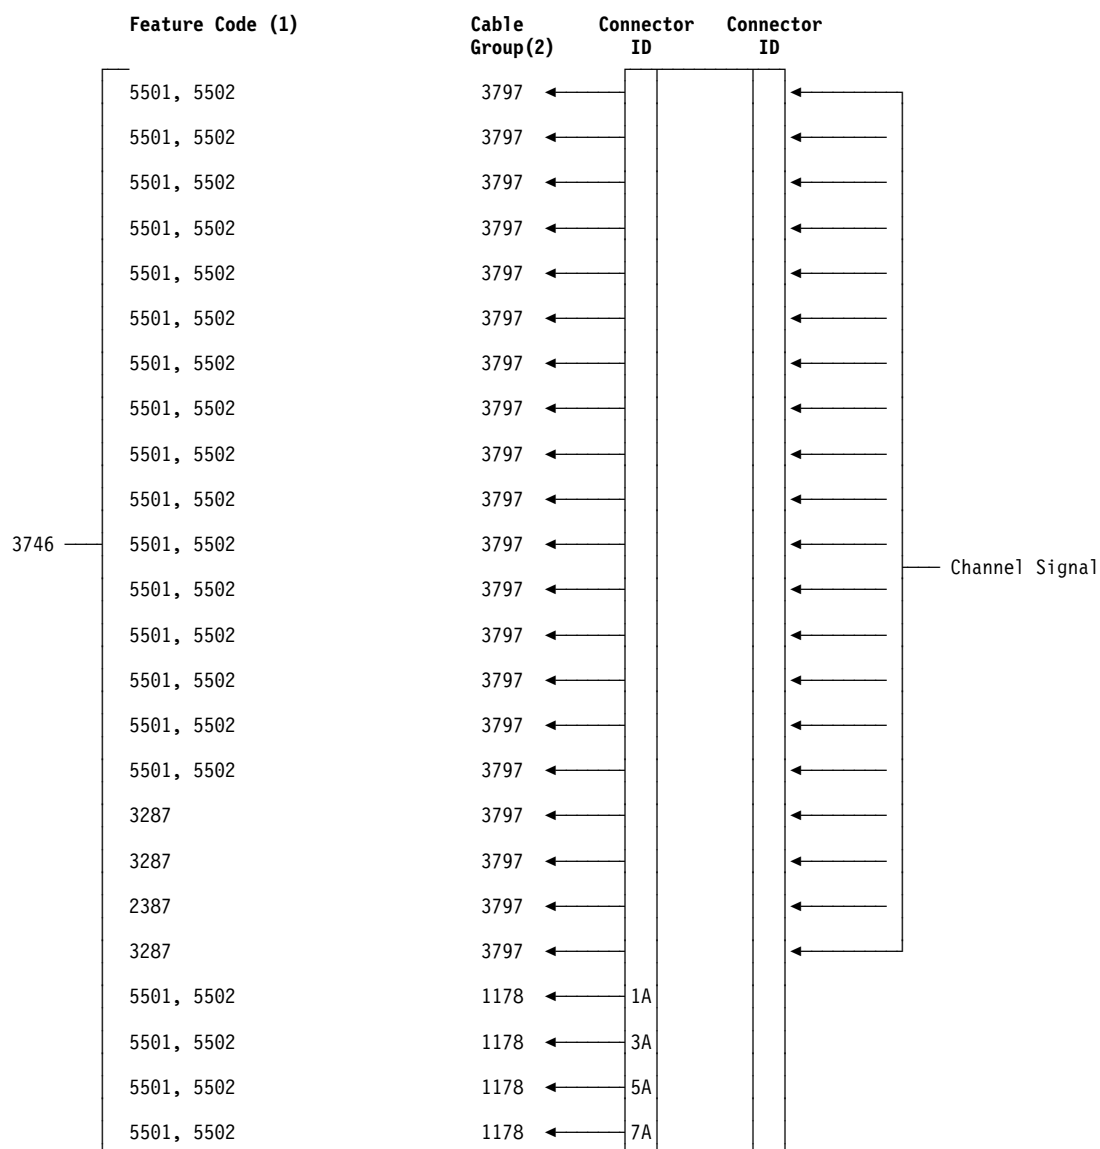 Feature Code (1) Cable Connector Connector
Group(2) ID ID
5501, 5502 3797
5501, 5502 3797
5501, 5502 3797
5501, 5502 3797
5501, 5502 3797
5501, 5502 3797
5501, 5502 3797
5501, 5502 3797
5501, 5502 3797
5501, 5502 3797
3746 5501, 5502 3797
Channel Signal
5501, 5502 3797
5501, 5502 3797
5501, 5502 3797
5501, 5502 3797
5501, 5502 3797
3287 3797
3287 3797
2387 3797
3287 3797
5501, 5502 1178 1A
5501, 5502 1178 3A
5501, 5502 1178 5A
5501, 5502 1178 7A